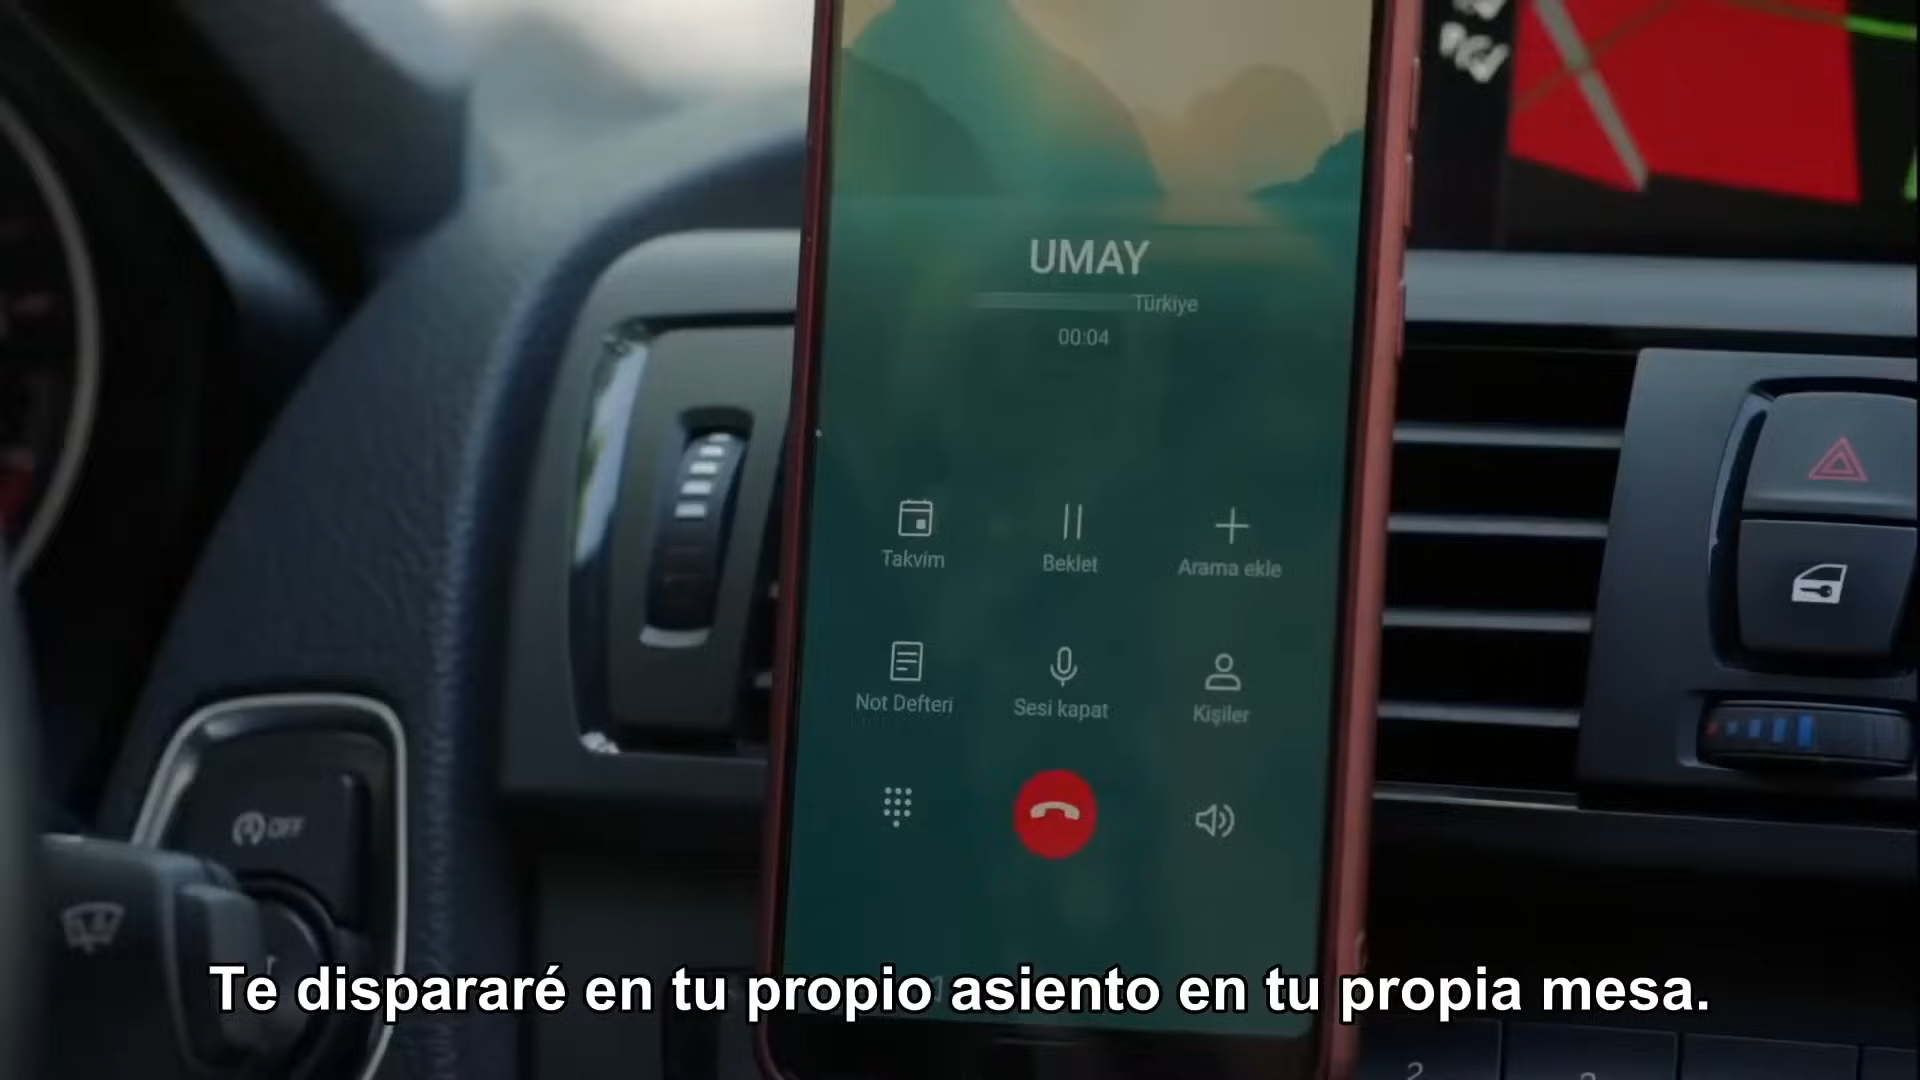 UMAY
Türkiye
00:04
Takvim
Beklet
Arama ekle
Not Defteri
Sesi kapat
Kişiler
OFF
Te dispararé en tu propio asiento en tu propia mesa.
2